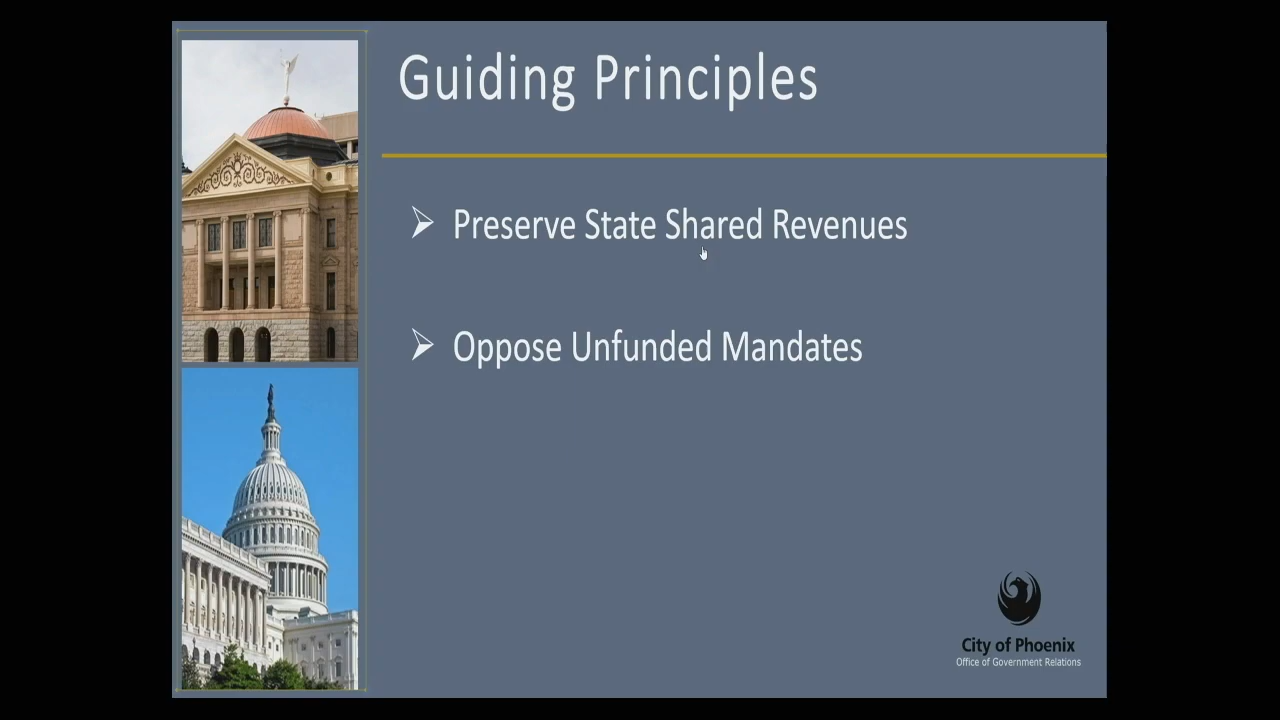 Guiding Principles
Preserve State Shared Revenues
Oppose Unfunded Mandates
City of Phoenix
Office of Government Relations